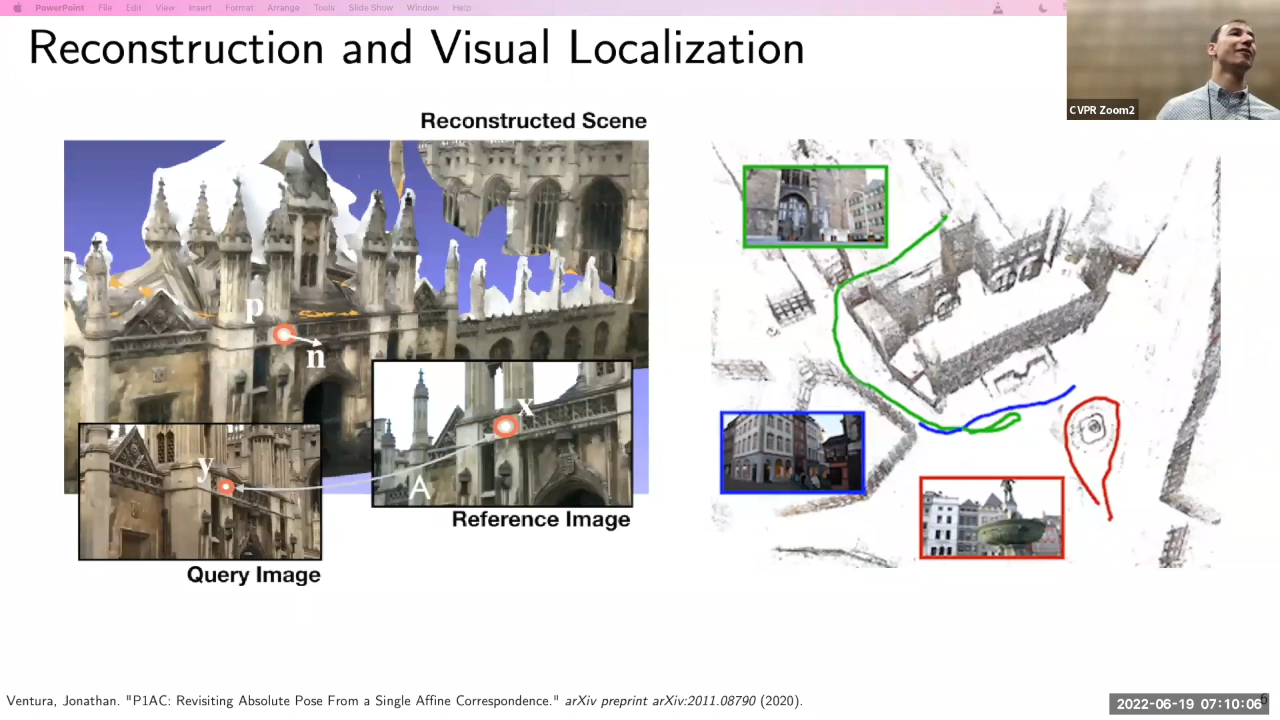 PowerPoint File Edit View Insert Format Arrange Tools Slide Show Window Help
Reconstruction and Visual Localization
CVPR Zoom2
Reconstructed Scene
p
n
x
y
A
Reference Image
Query Image
Ventura, Jonathan. "P1AC: Revisiting Absolute Pose From a Single Affine Correspondence." arXiv preprint arXiv:2011.08790 (2020).
2022-06-19 07:10:06
6